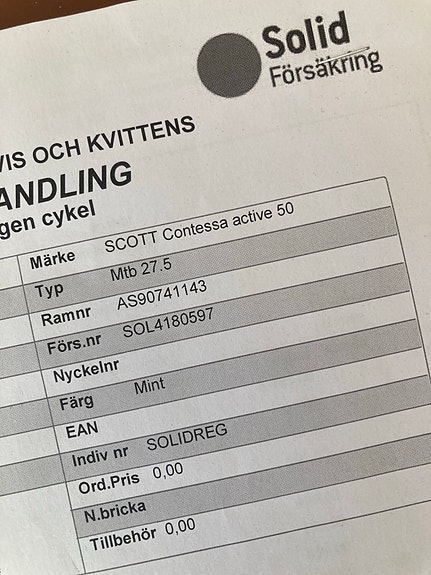 Solid
Försäkring
VIS OCH KVITTENS
ANDLING
gen cykel
Märke SCOTT Contessa active 50
Typ Mtb 27.5
Ramnr AS90741143
Förs.nr SOL4180597
Nyckelnr
Färg Mint
EAN
Indiv nr SOLIDREG
Ord.Pris 0,00
N.bricka
Tillbehör 0,00